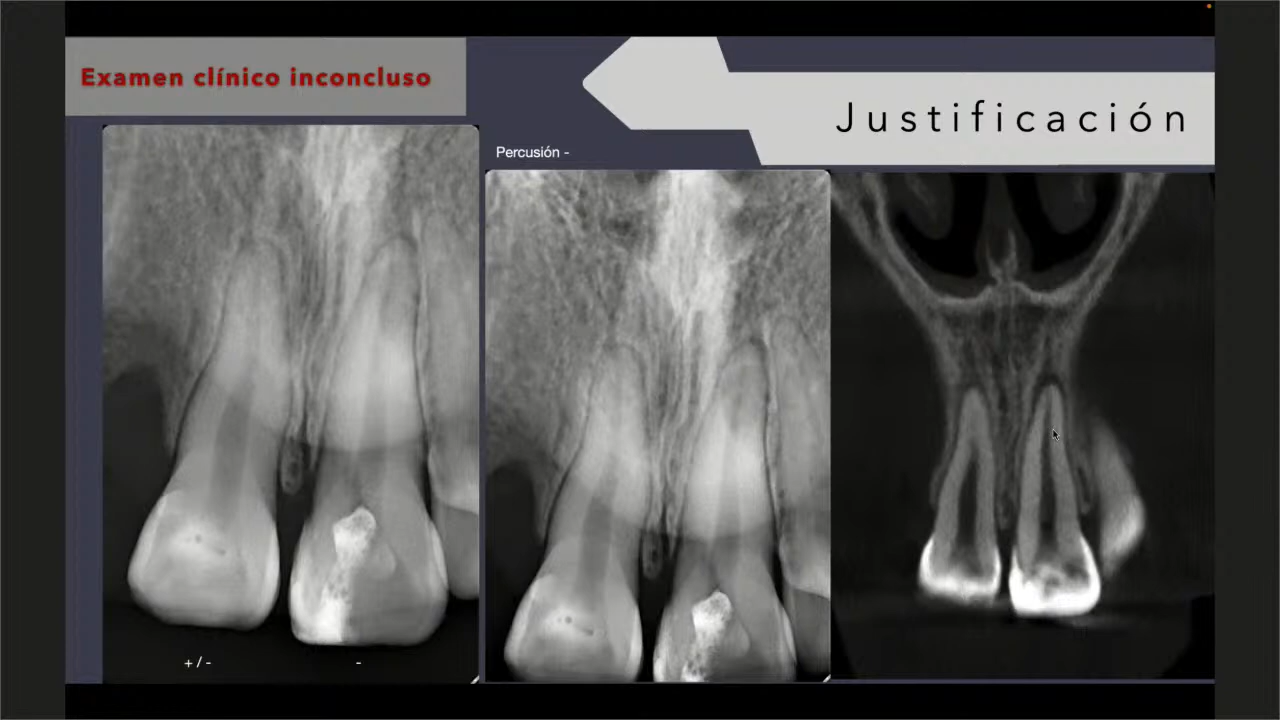 Examen clínico inconcluso
Justificación
Percusión -
+ / -
-